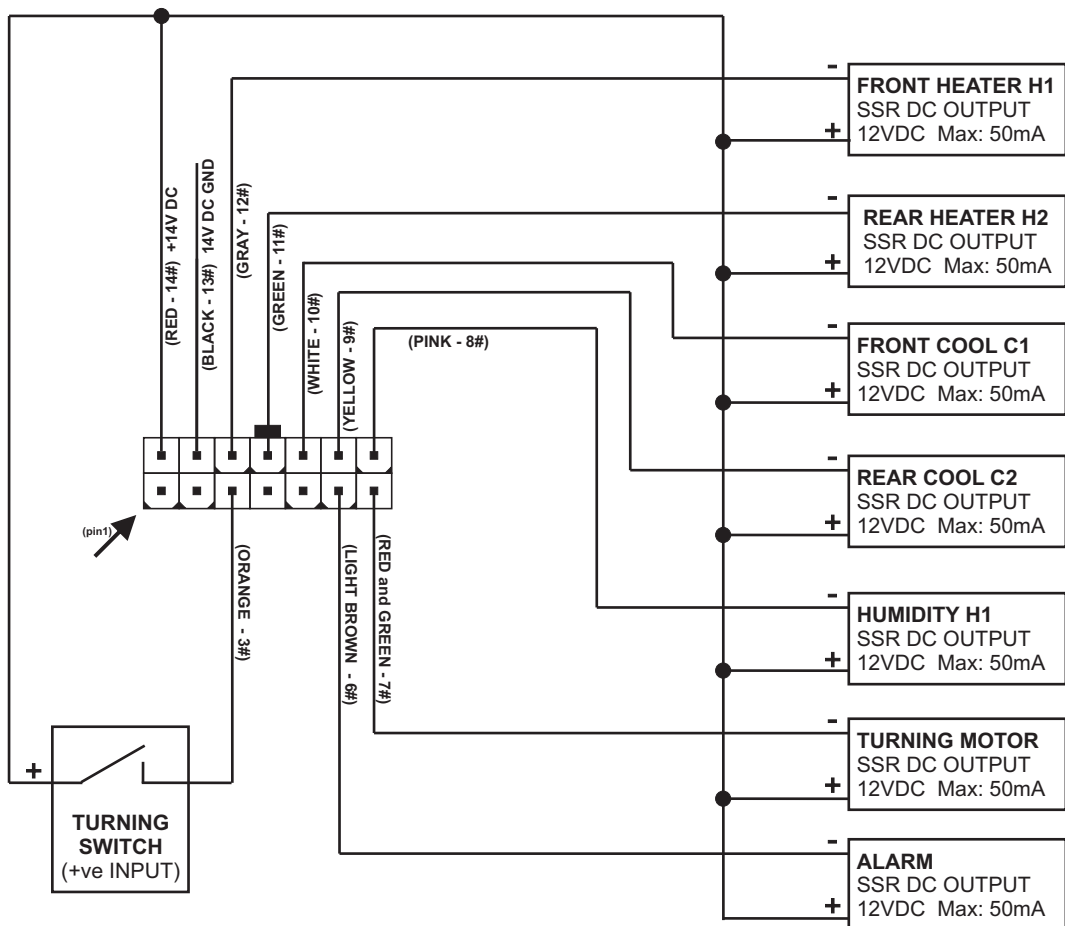 -
FRONT HEATER H1
SSR DC OUTPUT
+
12VDC Max: 50mA
-
REAR HEATER H2
SSR DC OUTPUT
+
12VDC Max: 50mA
-
FRONT COOL C1
SSR DC OUTPUT
+
12VDC Max: 50mA
-
REAR COOL C2
SSR DC OUTPUT
+
12VDC Max: 50mA
-
HUMIDITY H1
SSR DC OUTPUT
+
12VDC Max: 50mA
-
TURNING MOTOR
SSR DC OUTPUT
+
12VDC Max: 50mA
-
ALARM
SSR DC OUTPUT
+
12VDC Max: 50mA
(RED - 14#) +14V DC
(BLACK - 13#) 14V DC GND
(GRAY - 12#)
(GREEN - 11#)
(WHITE - 10#)
(YELLOW - 9#)
(PINK - 8#)
(pin1)
(ORANGE - 3#)
(LIGHT BROWN - 6#)
(RED and GREEN - 7#)
+
TURNING
SWITCH
(+ve INPUT)